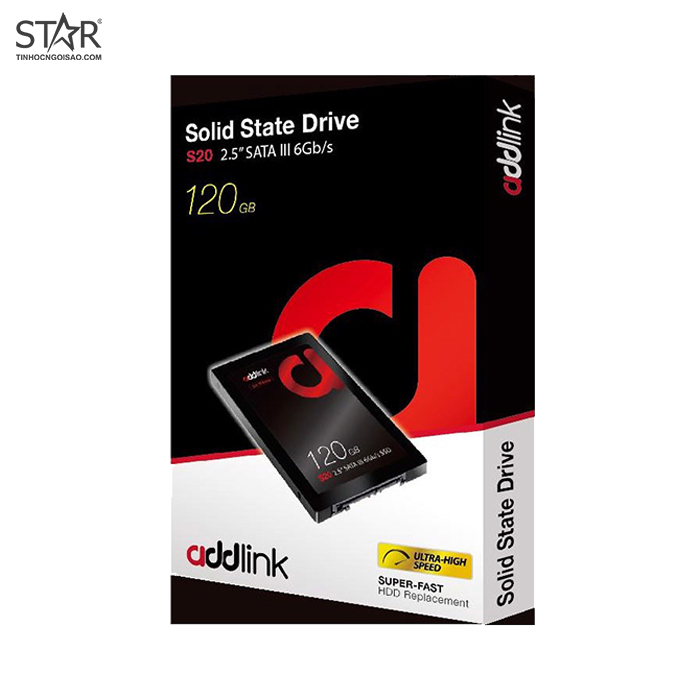 STAR®
TINHOCNGOISAO.COM
Solid State Drive
S20 2.5" SATA III 6Gb/s
120 GB
addlink
addlink
120 GB
S20 2.5" SATA III 6Gb/s SSD
addlink
ULTRA-HIGH
SPEED
SUPER-FAST
HDD Replacement
Solid State Drive